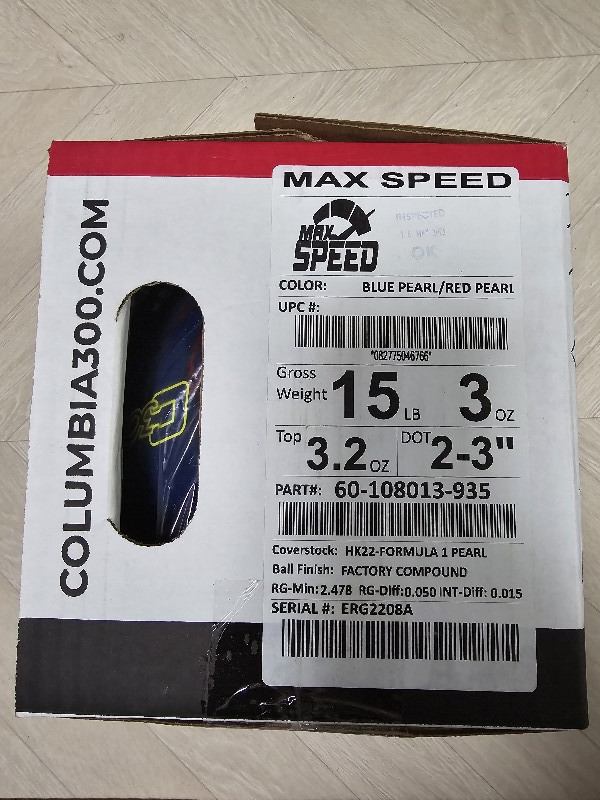 MAX SPEED
MAX
SPEED
INSPECTED
OK
COLOR: BLUE PEARL/RED PEARL
UPC #:
*082775046766*
Gross Weight 15 LB 3 OZ
Top 3.2 OZ DOT 2-3"
PART#: 60-108013-935
Coverstock: HK22-FORMULA 1 PEARL
Ball Finish: FACTORY COMPOUND
RG-Min:2.478 RG-Diff:0.050 INT-Diff: 0.015
SERIAL #: ERG2208A
COLUMBIA300.COM